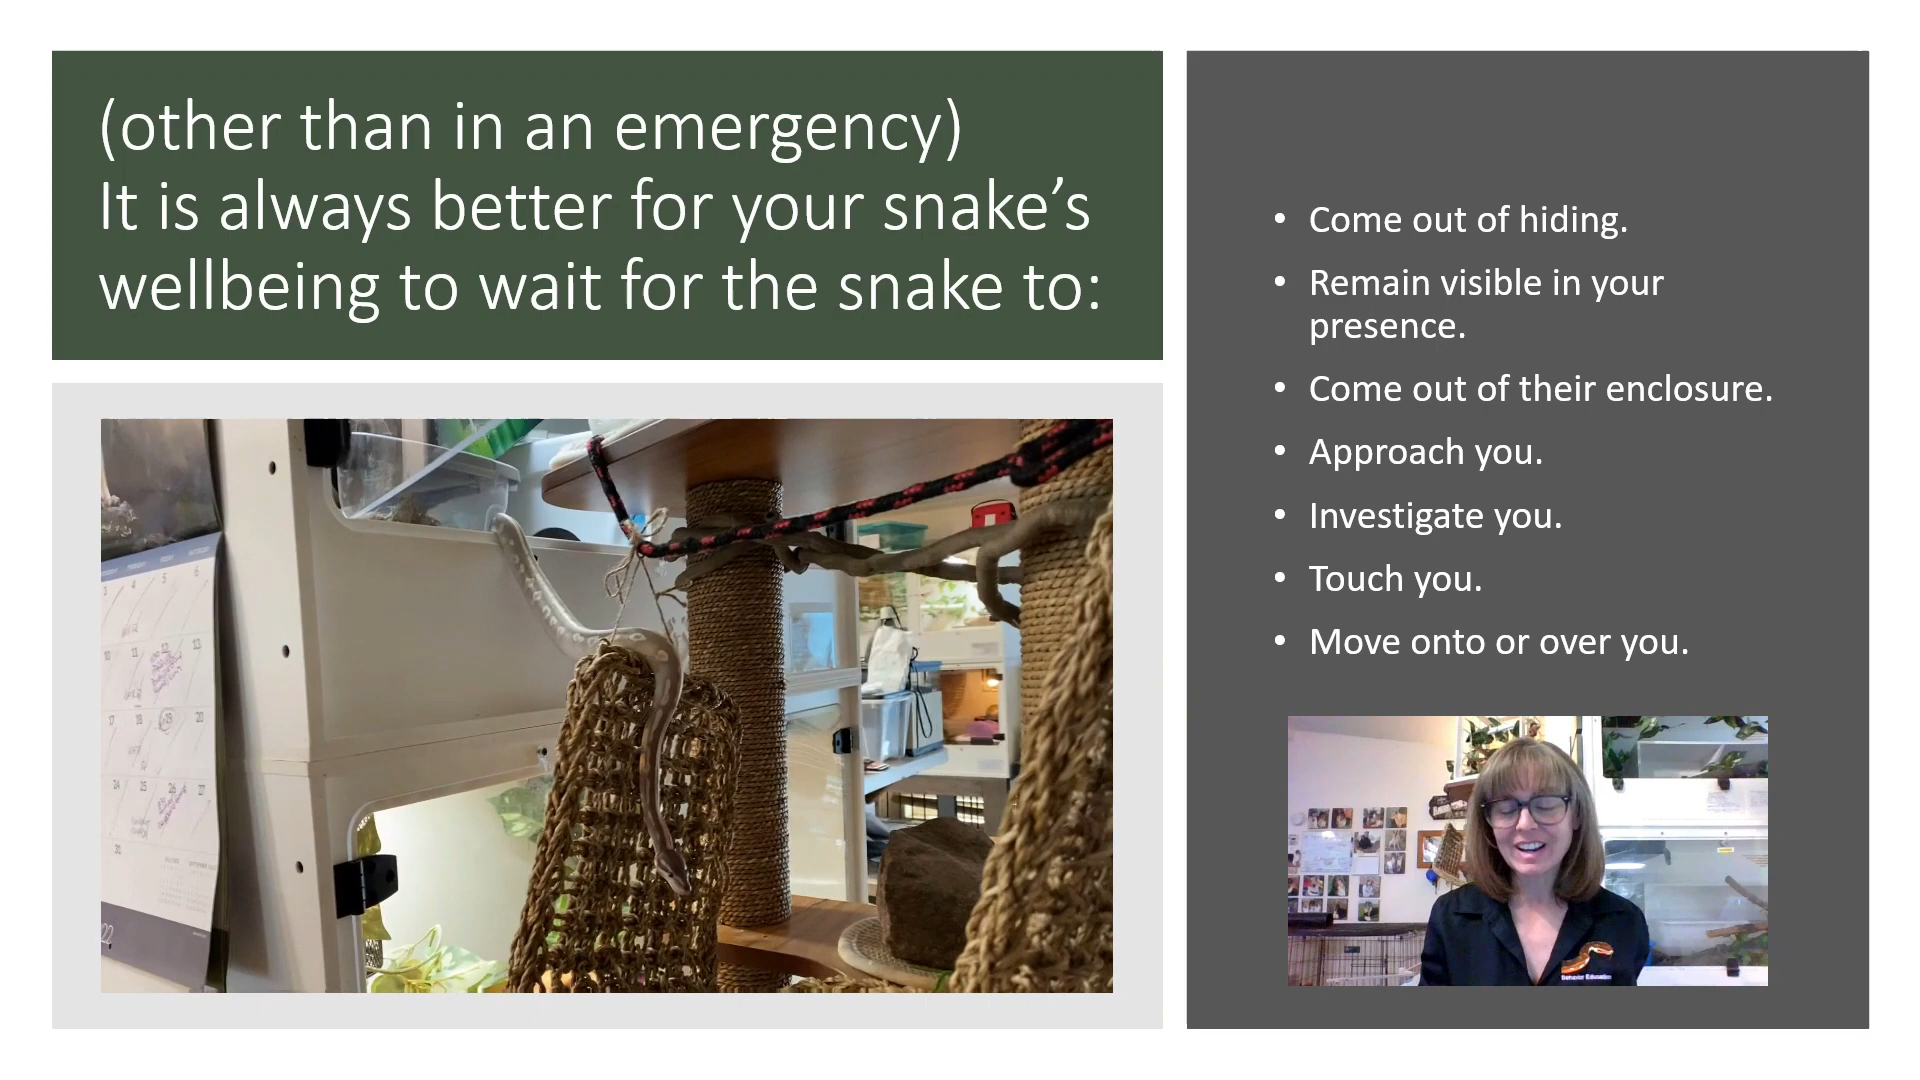 (other than in an emergency)
It is always better for your snake’s
wellbeing to wait for the snake to:
• Come out of hiding.
• Remain visible in your
presence.
• Come out of their enclosure.
• Approach you.
• Investigate you.
• Touch you.
• Move onto or over you.
Behavior Education